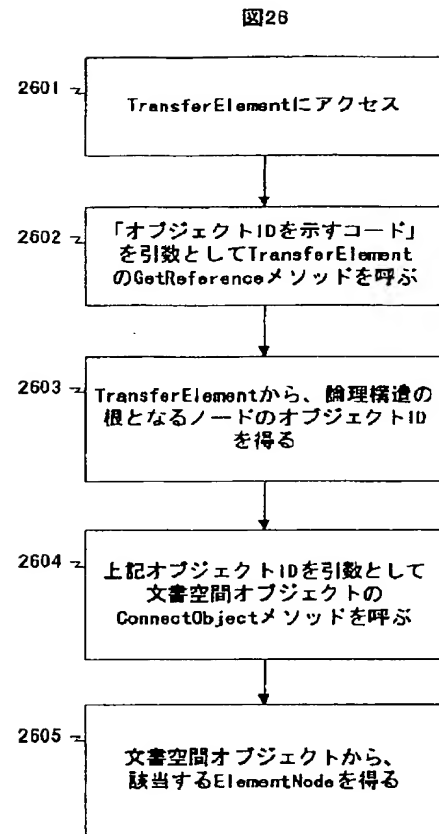 図26
2601
TransferElementにアクセス
2602
「オブジェクトIDを示すコード」
を引数としてTransferElement
のGetReferenceメソッドを呼ぶ
2603
TransferElementから、論理構造の
根となるノードのオブジェクトID
を得る
2604
上記オブジェクトIDを引数として
文書空間オブジェクトの
ConnectObjectメソッドを呼ぶ
2605
文書空間オブジェクトから、
該当するElementNodeを得る